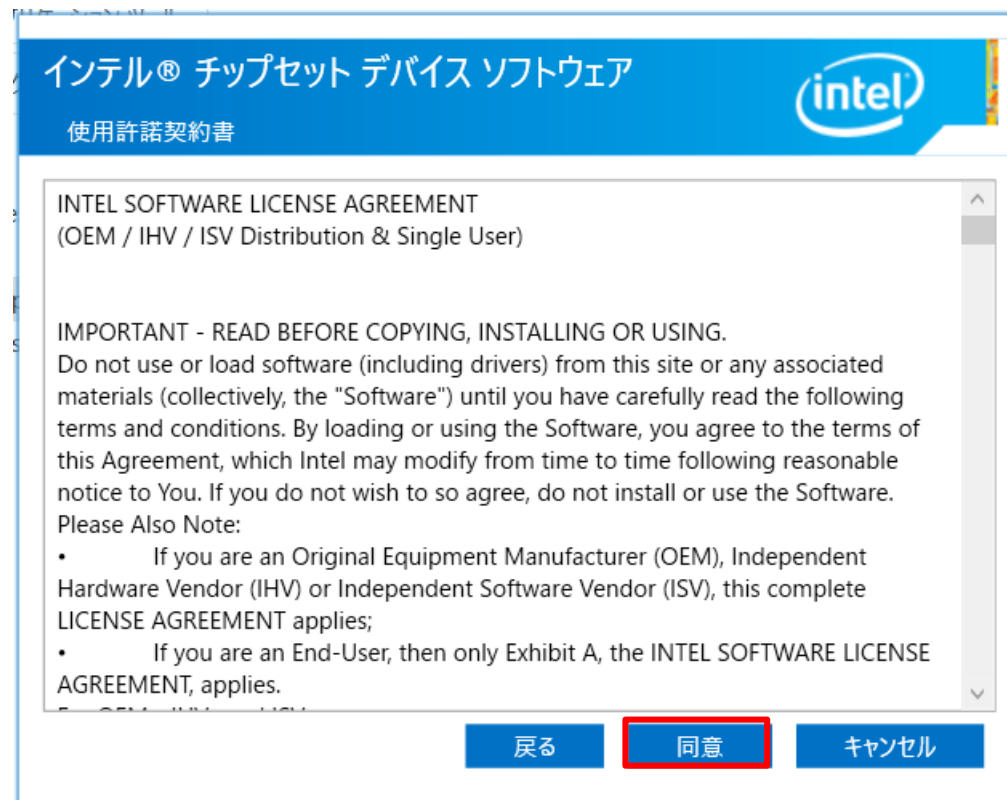 インテル® チップセット デバイス ソフトウェア
intel
使用許諾契約書
INTEL SOFTWARE LICENSE AGREEMENT
(OEM / IHV / ISV Distribution & Single User)
IMPORTANT - READ BEFORE COPYING, INSTALLING OR USING.
Do not use or load software (including drivers) from this site or any associated
materials (collectively, the "Software") until you have carefully read the following
terms and conditions. By loading or using the Software, you agree to the terms of
this Agreement, which Intel may modify from time to time following reasonable
notice to You. If you do not wish to so agree, do not install or use the Software.
Please Also Note:
• If you are an Original Equipment Manufacturer (OEM), Independent
Hardware Vendor (IHV) or Independent Software Vendor (ISV), this complete
LICENSE AGREEMENT applies;
• If you are an End-User, then only Exhibit A, the INTEL SOFTWARE LICENSE
AGREEMENT, applies.
戻る 同意 キャンセル